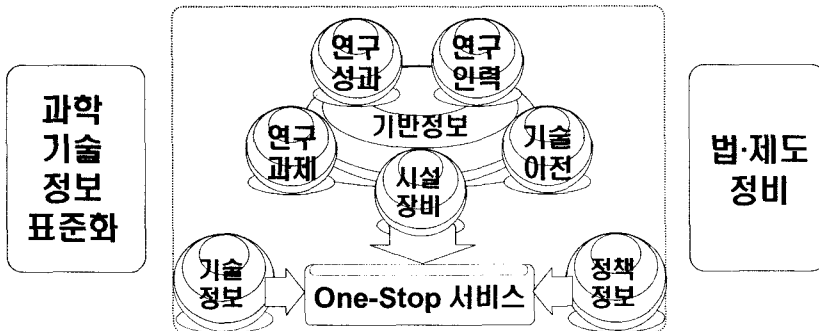 과학
기술
정보
표준화
연구
성과
연구
인력
연구
과제
기반정보
기술
이전
시설
장비
기술
정보
One-Stop 서비스
정책
정보
법·제도
정비